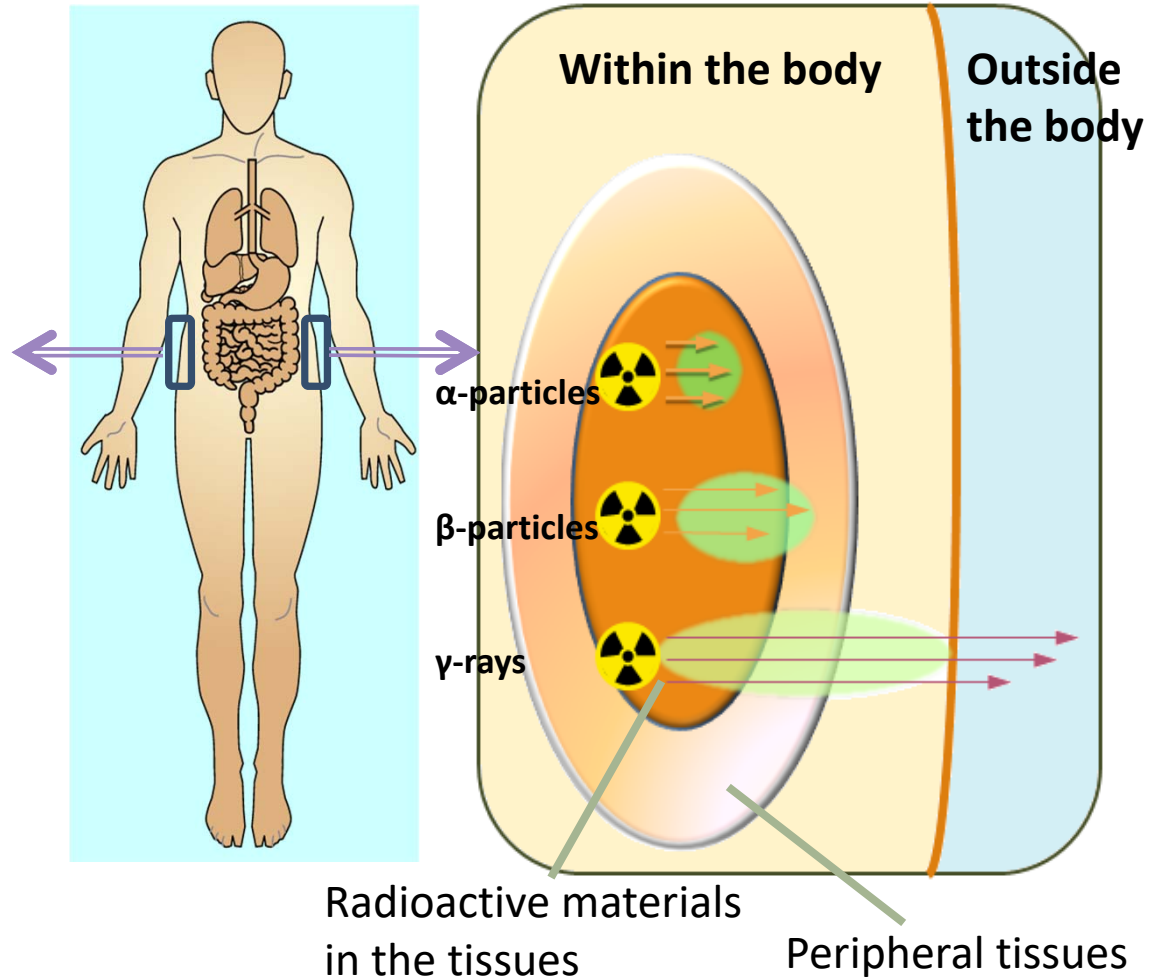 Within the body
Outside
the body
α-particles
β-particles
γ-rays
Radioactive materials
in the tissues
Peripheral tissues